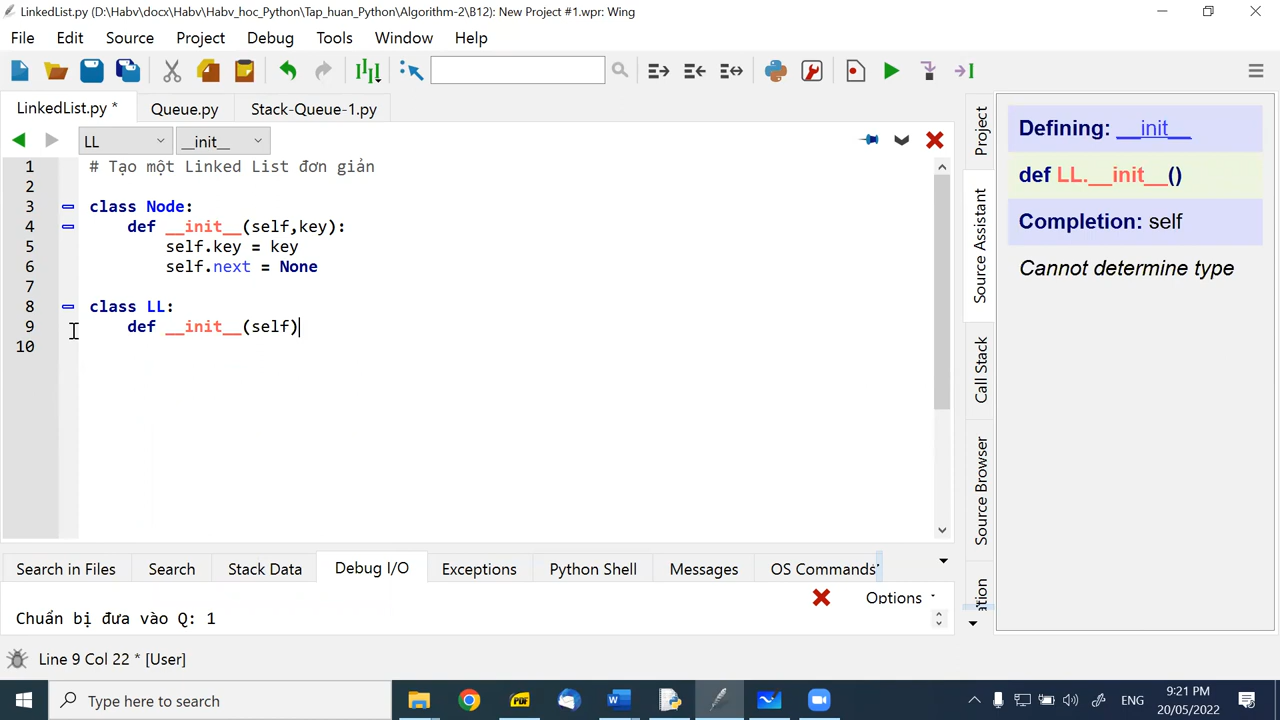 LinkedList.py (D:\Habv\docx\Habv\Habv_hoc_Python\Tap_huan_Python\Algorithm-2\B12): New Project #1.wpr: Wing
File Edit Source Project Debug Tools Window Help
LinkedList.py * Queue.py Stack-Queue-1.py
LL __init__
1 # Tạo một Linked List đơn giản
2
3 class Node:
4 def __init__(self,key):
5 self.key = key
6 self.next = None
7
8 class LL:
9 def __init__(self)
10
Project
Source Assistant
Call Stack
Source Browser
Defining: __init__
def LL.__init__()
Completion: self
Cannot determine type
Search in Files Search Stack Data Debug I/O Exceptions Python Shell Messages OS Commands
Options
Chuẩn bị đưa vào Q: 1
Line 9 Col 22 * [User]
Type here to search
PDF
ENG
9:21 PM
20/05/2022